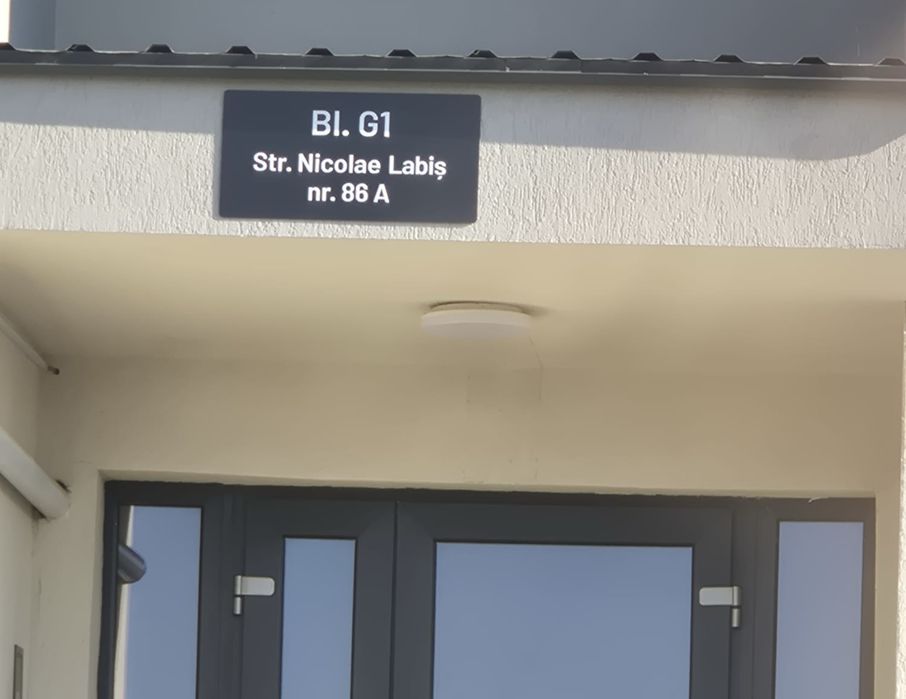 Bl. G1
Str. Nicolae Labiș
nr. 86 A